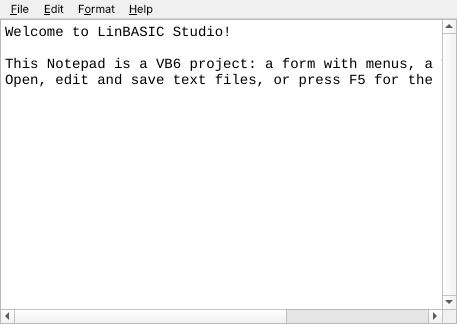 File Edit Format Help
Welcome to LinBASIC Studio!
This Notepad is a VB6 project: a form with menus, a
Open, edit and save text files, or press F5 for the